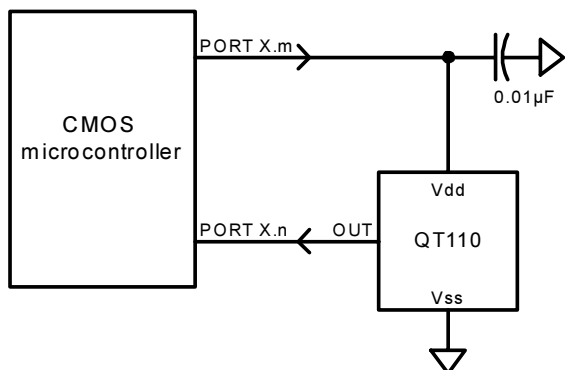 PORT X.m
0.01µF
CMOS
microcontroller
Vdd
PORT X.n
OUT
QT110
Vss